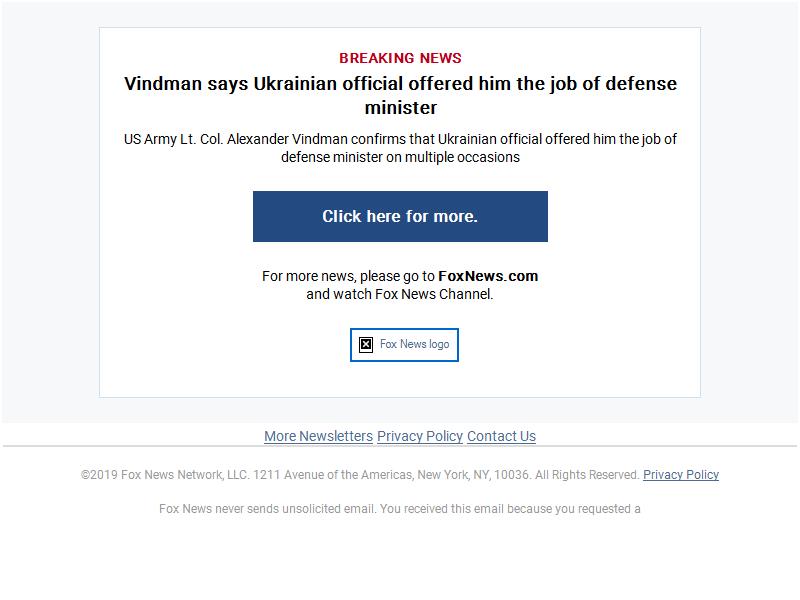 BREAKING NEWS
Vindman says Ukrainian official offered him the job of defense
minister
US Army Lt. Col. Alexander Vindman confirms that Ukrainian official offered him the job of
defense minister on multiple occasions
Click here for more.
For more news, please go to FoxNews.com
and watch Fox News Channel.
Fox News logo
More Newsletters Privacy Policy Contact Us
©2019 Fox News Network, LLC. 1211 Avenue of the Americas, New York, NY, 10036. All Rights Reserved. Privacy Policy
Fox News never sends unsolicited email. You received this email because you requested a